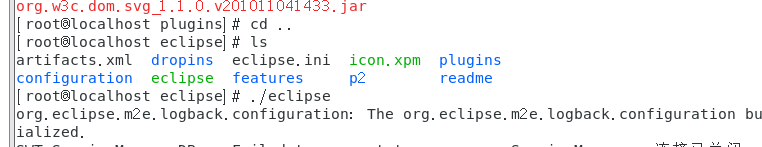 org.w3c.dom.svg_1.1.0.v201011041433.jar
[root@localhost plugins]# cd ..
[root@localhost eclipse]# ls
artifacts.xml dropins eclipse.ini icon.xpm plugins
configuration eclipse features p2 readme
[root@localhost eclipse]# ./eclipse
org.eclipse.m2e.logback.configuration: The org.eclipse.m2e.logback.configuration bu
ialized.